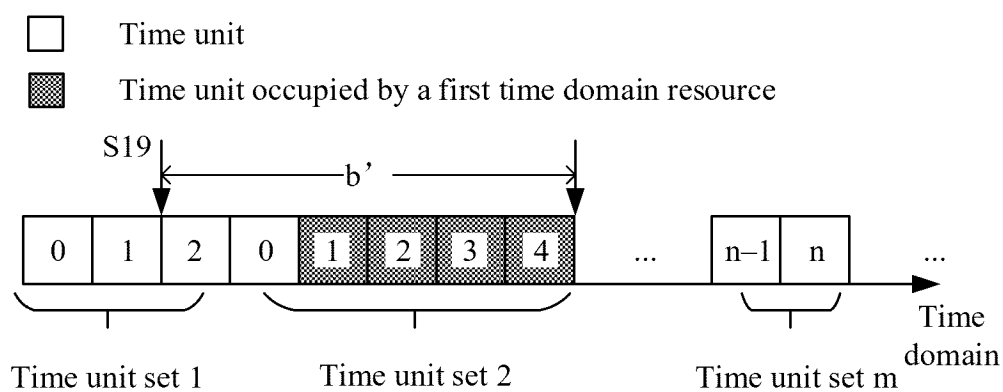 Time unit
Time unit occupied by a first time domain resource
S19
b’
0 1 2 0 1 2 3 4 ... n–1 n ...
Time
domain
Time unit set 1 Time unit set 2 Time unit set m